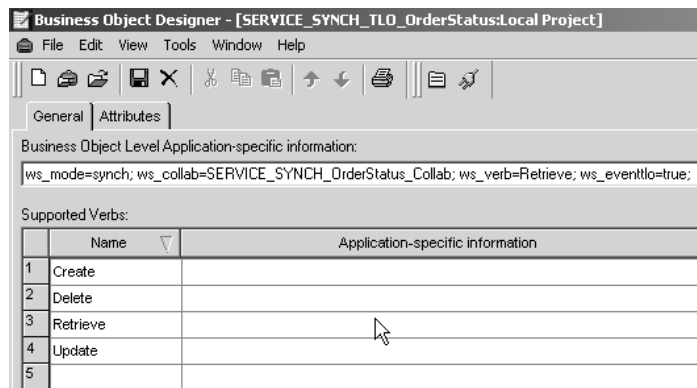 Business Object Designer - [SERVICE_SYNCH_TLO_OrderStatus:Local Project]
File Edit View Tools Window Help
General Attributes
Business Object Level Application-specific information:
ws_mode=synch; ws_collab=SERVICE_SYNCH_OrderStatus_Collab; ws_verb=Retrieve; ws_eventtlo=true;
Supported Verbs:
Name Application-specific information
1 Create
2 Delete
3 Retrieve
4 Update
5